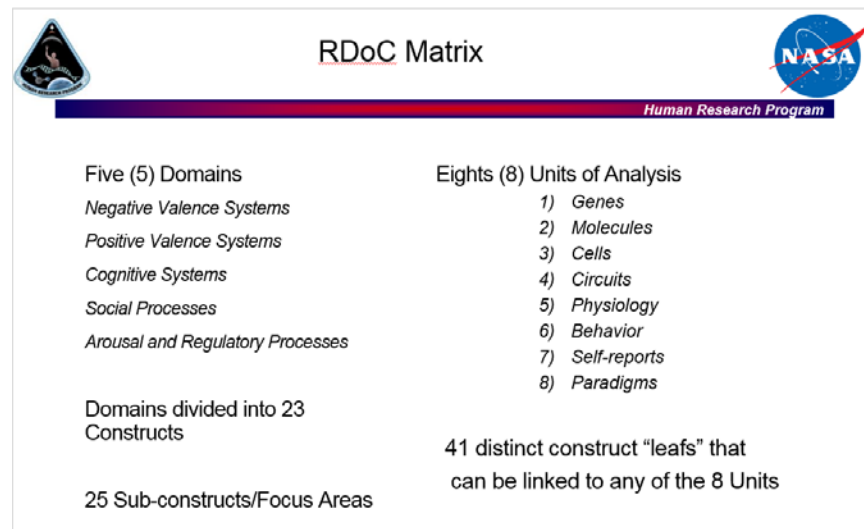 RDoC Matrix
NASA
Human Research Program
Five (5) Domains
Negative Valence Systems
Positive Valence Systems
Cognitive Systems
Social Processes
Arousal and Regulatory Processes
Domains divided into 23
Constructs
25 Sub-constructs/Focus Areas
Eights (8) Units of Analysis
1) Genes
2) Molecules
3) Cells
4) Circuits
5) Physiology
6) Behavior
7) Self-reports
8) Paradigms
41 distinct construct “leafs” that
can be linked to any of the 8 Units